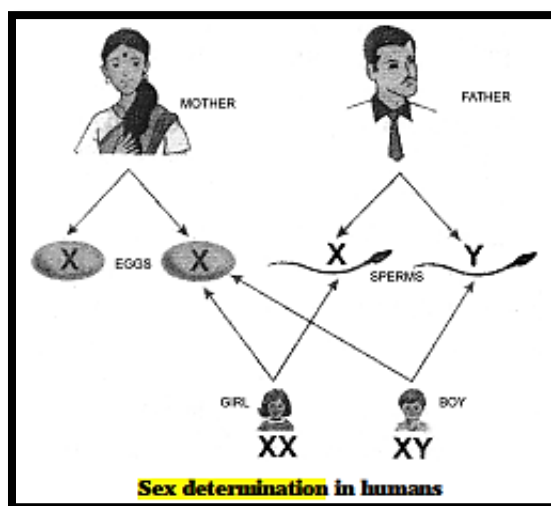 MOTHER
FATHER
X EGGS X
X SPERMS Y
GIRL
BOY
XX
XY
Sex determination in humans